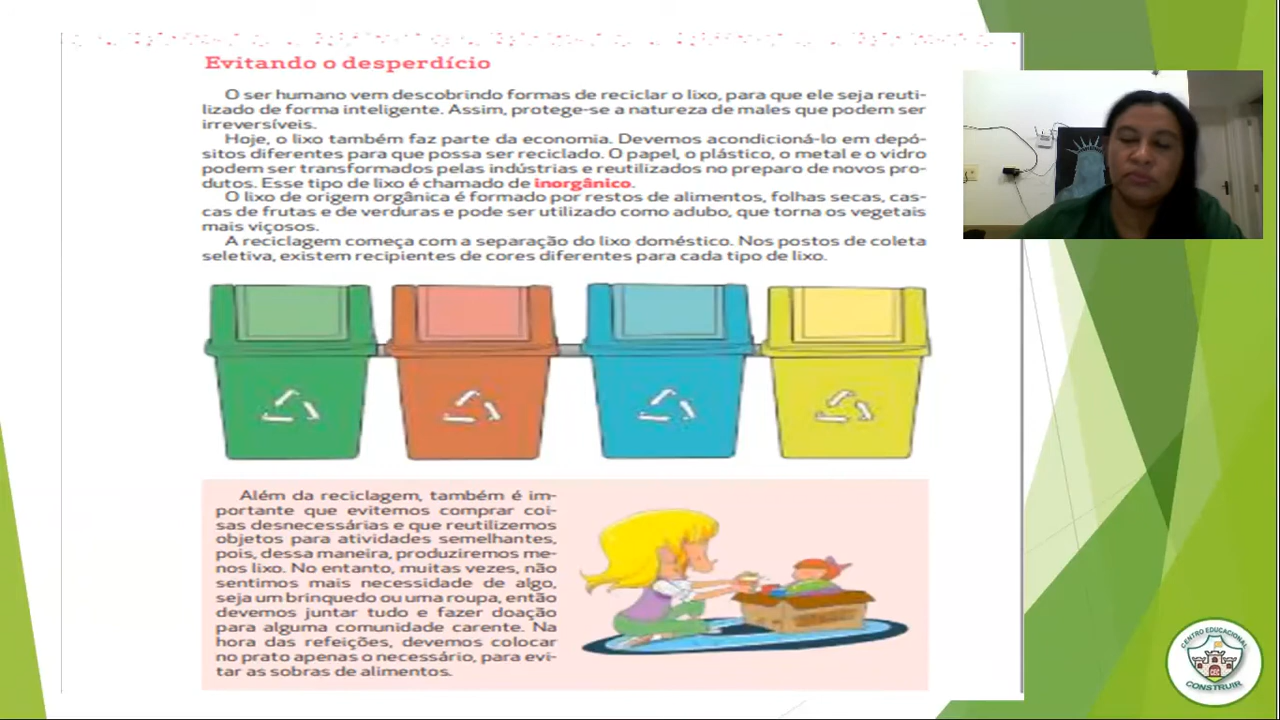 Evitando o desperdício
O ser humano vem descobrindo formas de reciclar o lixo, para que ele seja reuti-
lizado de forma inteligente. Assim, protege-se a natureza de males que podem ser
irreversíveis.
Hoje, o lixo também faz parte da economia. Devemos acondicioná-lo em depó-
sitos diferentes para que possa ser reciclado. O papel, o plástico, o metal e o vidro
podem ser transformados pelas indústrias e reutilizados no preparo de novos pro-
dutos. Esse tipo de lixo é chamado de inorgânico.
O lixo de origem orgânica é formado por restos de alimentos, folhas secas, cas-
cas de frutas e de verduras e pode ser utilizado como adubo, que torna os vegetais
mais viçosos.
A reciclagem começa com a separação do lixo doméstico. Nos postos de coleta
seletiva, existem recipientes de cores diferentes para cada tipo de lixo.
Além da reciclagem, também é im-
portante que evitemos comprar coi-
sas desnecessárias e que reutilizemos
objetos para atividades semelhantes,
pois, dessa maneira, produziremos me-
nos lixo. No entanto, muitas vezes, não
sentimos mais necessidade de algo,
seja um brinquedo ou uma roupa, então
devemos juntar tudo e fazer doação
para alguma comunidade carente. Na
hora das refeições, devemos colocar
no prato apenas o necessário, para evi-
tar as sobras de alimentos.
CENTRO EDUCACIONAL
CEC
CONSTRUIR